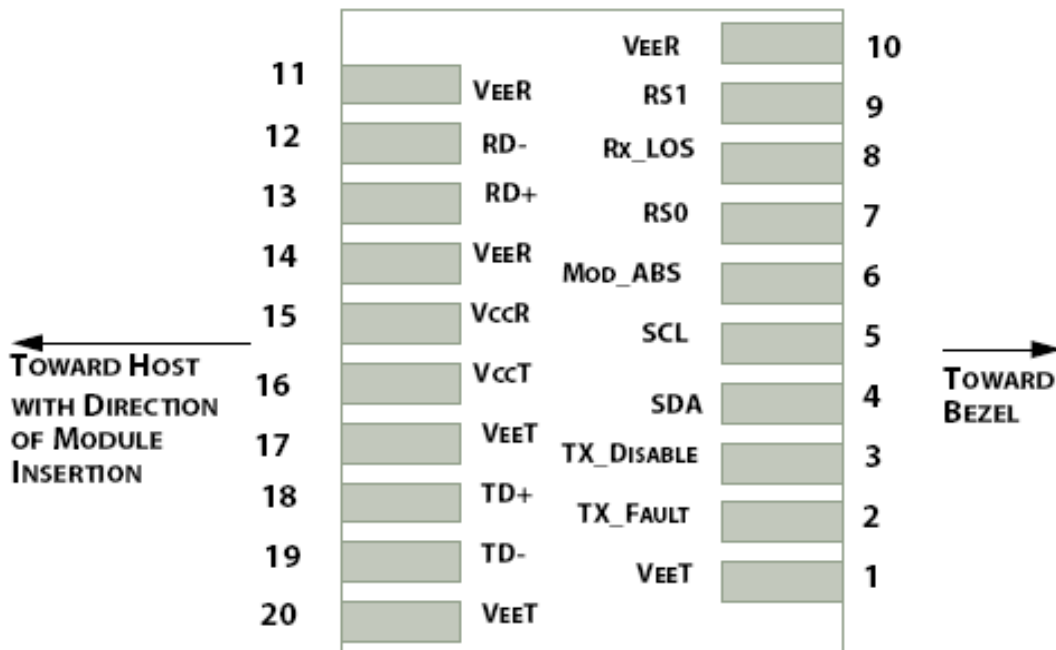 11 VEER
12 RD-
13 RD+
14 VEER
15 VCCR
16 VCCT
17 VEET
18 TD+
19 TD-
20 VEET
VEER 10
RS1 9
RX_LOS 8
RS0 7
MOD_ABS 6
SCL 5
SDA 4
TX_DISABLE 3
TX_FAULT 2
VEET 1
TOWARD HOST
WITH DIRECTION
OF MODULE
INSERTION
TOWARD
BEZEL